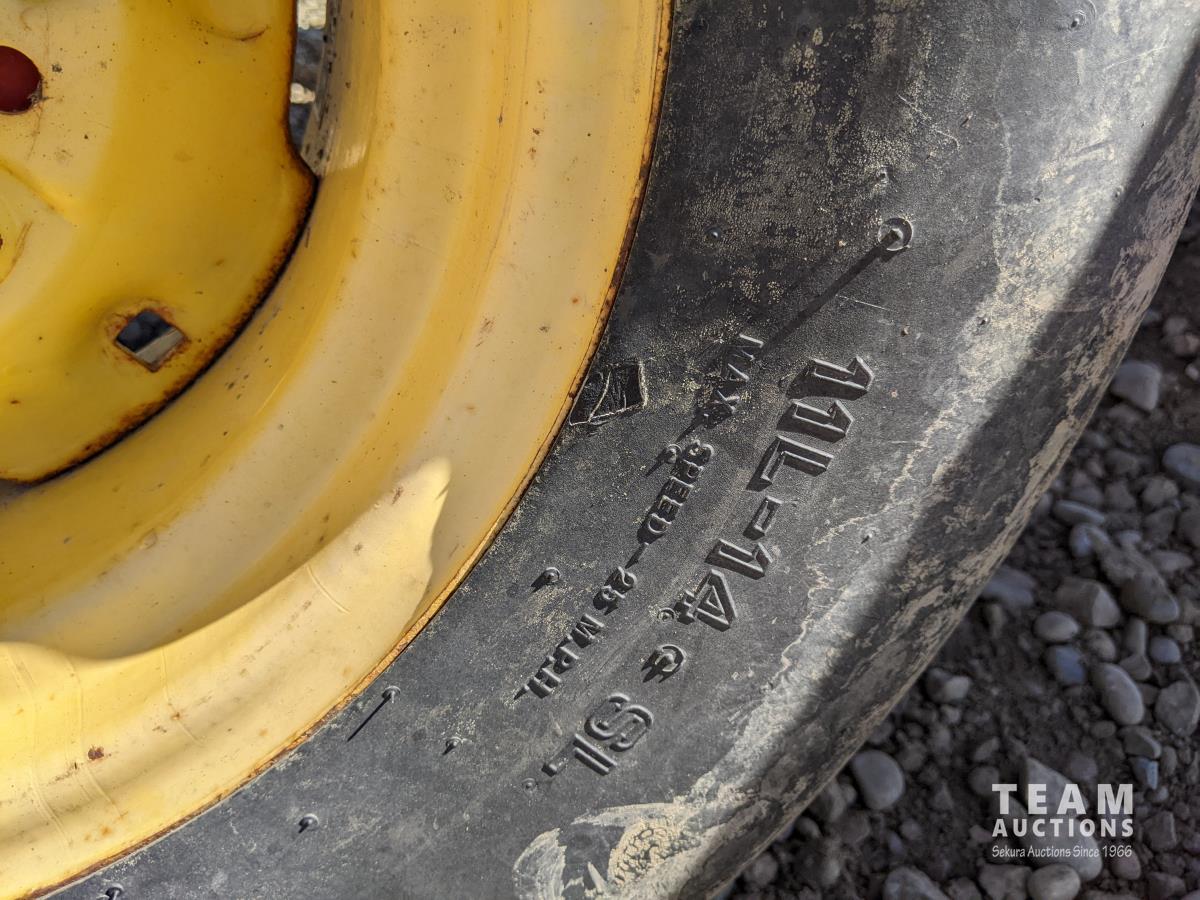 11L-14 SL
MAX. SPEED-25 M.P.H.
TEAM
AUCTIONS
Sekura Auctions Since 1966